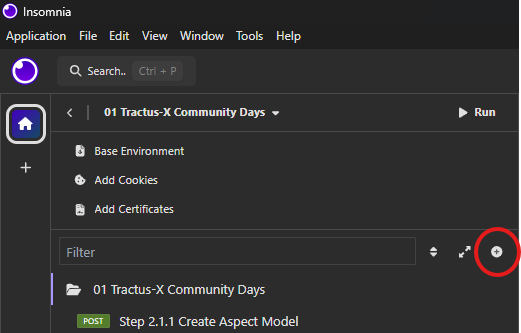 Insomnia
Application File Edit View Window Tools Help
Search.. Ctrl + P
01 Tractus-X Community Days Run
Base Environment
Add Cookies
Add Certificates
Filter
01 Tractus-X Community Days
POST Step 2.1.1 Create Aspect Model